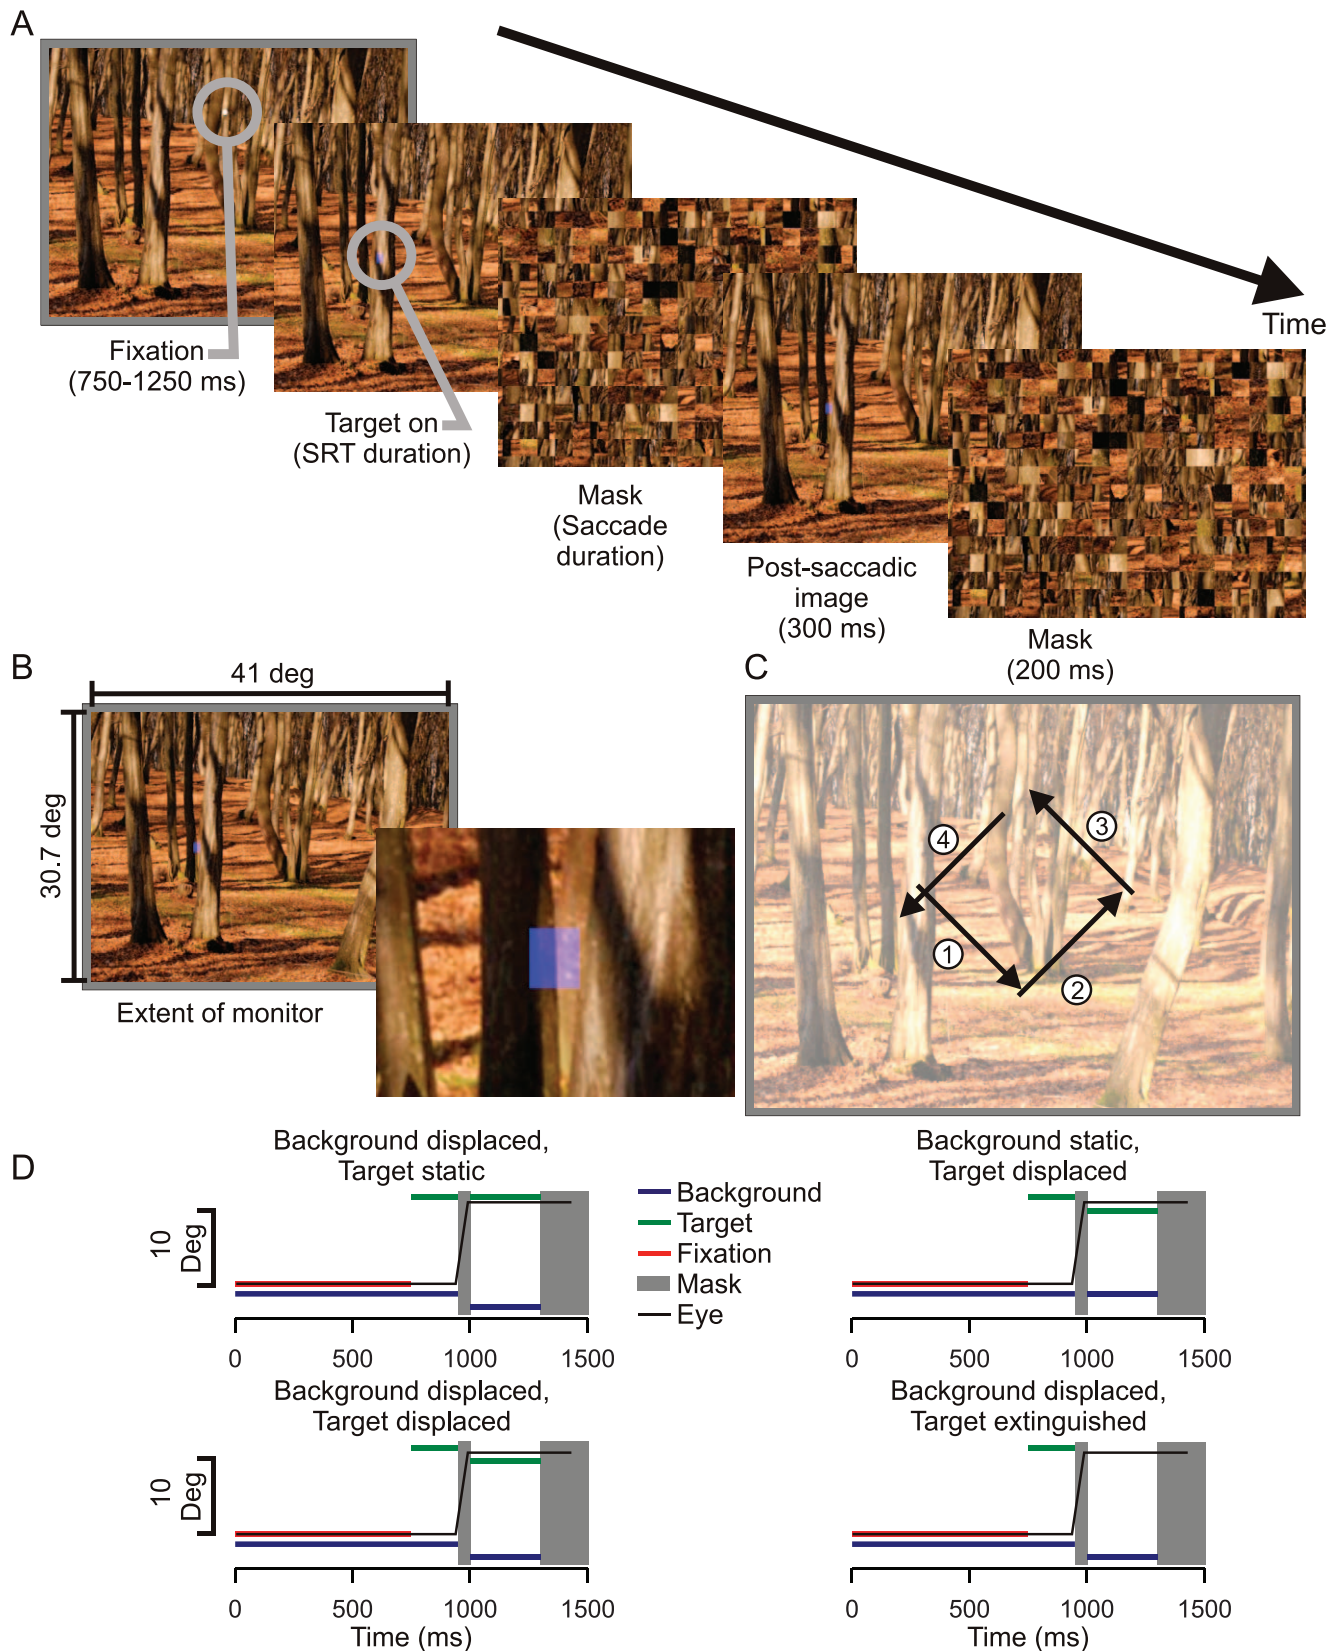 A
Time
Fixation
(750-1250 ms)
Target on
(SRT duration)
Mask
(Saccade
duration)
Post-saccadic
image
(300 ms)
Mask
(200 ms)
B
41 deg
30.7 deg
Extent of monitor
C
4
3
1
2
D
Background displaced,
Target static
10
Deg
0
500
1000
1500
Background
Target
Fixation
Mask
Eye
Background static,
Target displaced
0
500
1000
1500
Background displaced,
Target displaced
10
Deg
0
500
1000
1500
Time (ms)
Background displaced,
Target extinguished
0
500
1000
1500
Time (ms)